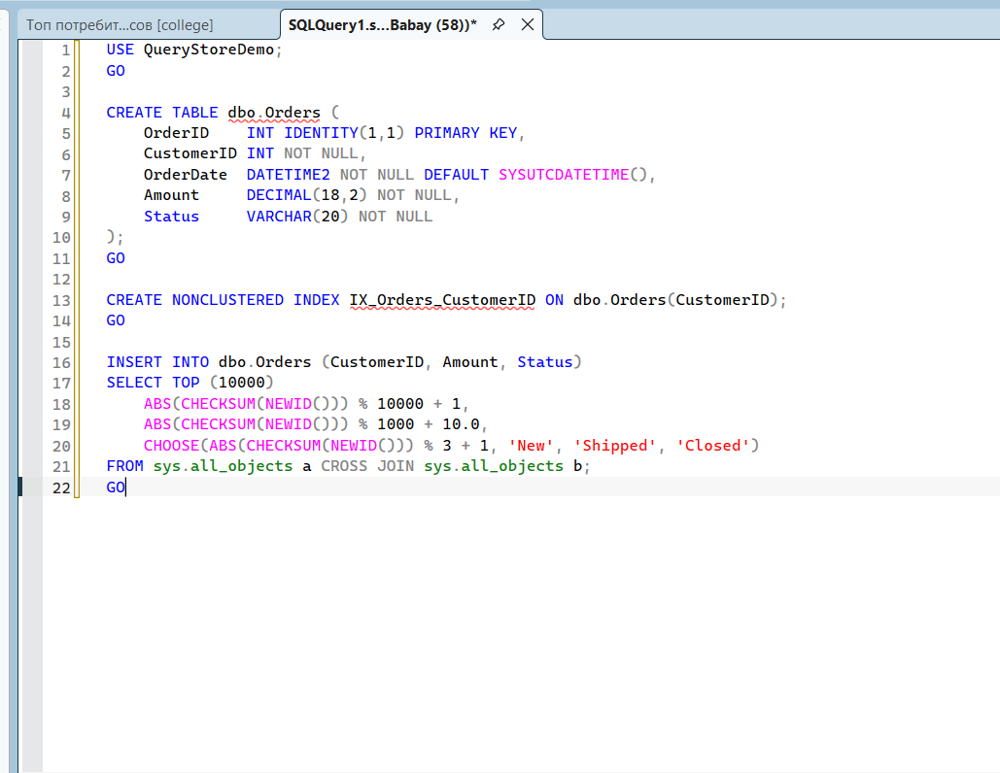 Топ потребит...сов [college]
SQLQuery1.s...Babay (58))*
1 USE QueryStoreDemo;
2 GO
3
4 CREATE TABLE dbo.Orders (
5     OrderID    INT IDENTITY(1,1) PRIMARY KEY,
6     CustomerID INT NOT NULL,
7     OrderDate  DATETIME2 NOT NULL DEFAULT SYSUTCDATETIME(),
8     Amount     DECIMAL(18,2) NOT NULL,
9     Status     VARCHAR(20) NOT NULL
10 );
11 GO
12
13 CREATE NONCLUSTERED INDEX IX_Orders_CustomerID ON dbo.Orders(CustomerID);
14 GO
15
16 INSERT INTO dbo.Orders (CustomerID, Amount, Status)
17 SELECT TOP (10000)
18     ABS(CHECKSUM(NEWID())) % 10000 + 1,
19     ABS(CHECKSUM(NEWID())) % 1000 + 10.0,
20     CHOOSE(ABS(CHECKSUM(NEWID())) % 3 + 1, 'New', 'Shipped', 'Closed')
21 FROM sys.all_objects a CROSS JOIN sys.all_objects b;
22 GO